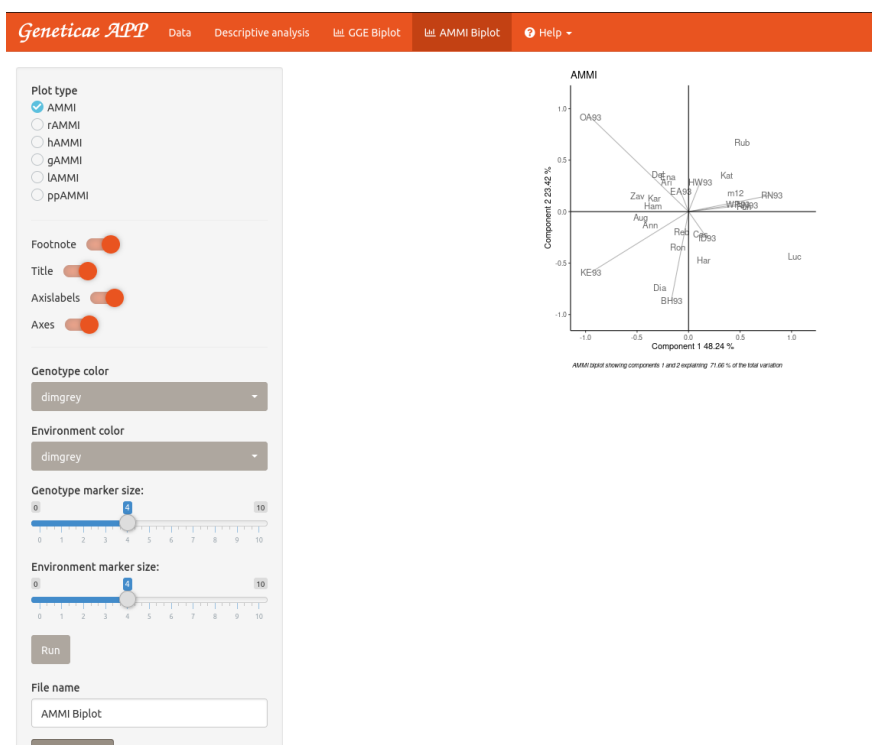 Geneticae APP Data Descriptive analysis GGE Biplot AMMI Biplot Help
Plot type
AMMI
rAMMI
hAMMI
gAMMI
lAMMI
ppAMMI
Footnote
Title
Axislabels
Axes
Genotype color
dimgrey
Environment color
dimgrey
Genotype marker size:
0 4 10
0 1 2 3 4 5 6 7 8 9 10
Environment marker size:
0 4 10
0 1 2 3 4 5 6 7 8 9 10
Run
File name
AMMI Biplot
AMMI
Component 2 23.42 %
1.0
0.5
0.0
-0.5
-1.0
OA93
Rub
Del
Ena
Ari
HW93
Kat
EA93
Zav
Kar
Ham
m12
RN93
Aug
Ann
Reb
ID93
Ron
Har
Luc
KE93
Dia
BH93
-1.0 -0.5 0.0 0.5 1.0
Component 1 48.24 %
AMMI biplot showing components 1 and 2 explaining 71.66 % of the total variation